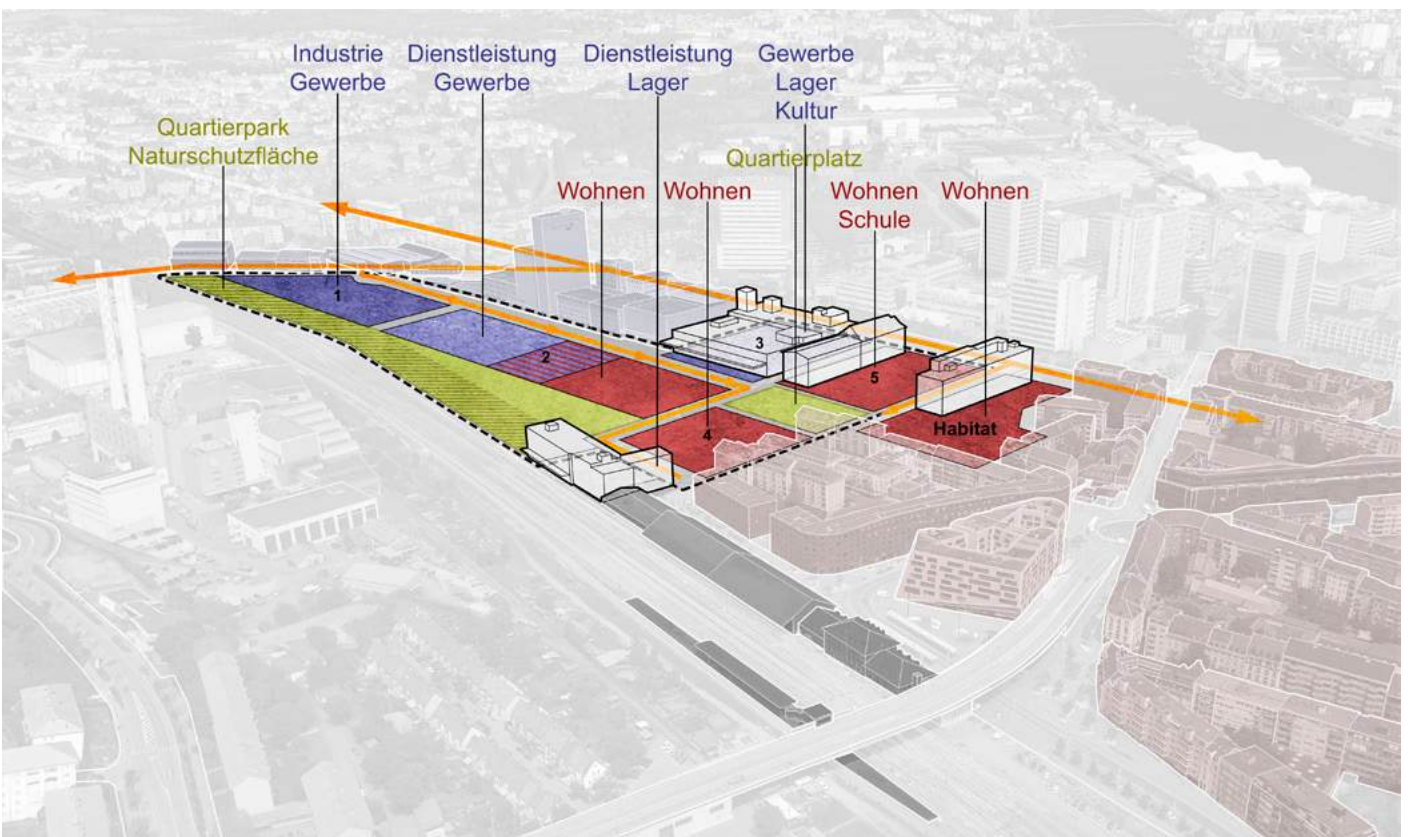 Industrie
Gewerbe
Dienstleistung
Gewerbe
Dienstleistung
Lager
Gewerbe
Lager
Kultur
Quartierpark
Naturschutzfläche
Quartierplatz
Wohnen
Wohnen
Wohnen
Schule
Wohnen
1
2
3
4
5
Habitat